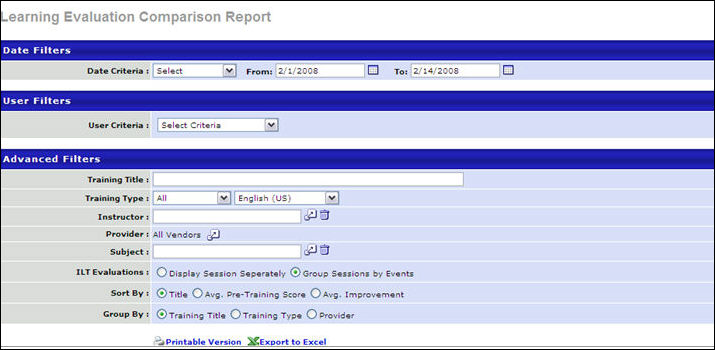 Learning Evaluation Comparison Report
Date Filters
Date Criteria : Select From: 2/1/2008 To: 2/14/2008
User Filters
User Criteria : Select Criteria
Advanced Filters
Training Title :
Training Type : All English (US)
Instructor :
Provider : All Vendors
Subject :
ILT Evaluations : Display Session Seperately Group Sessions by Events
Sort By : Title Avg. Pre-Training Score Avg. Improvement
Group By : Training Title Training Type Provider
Printable Version Export to Excel